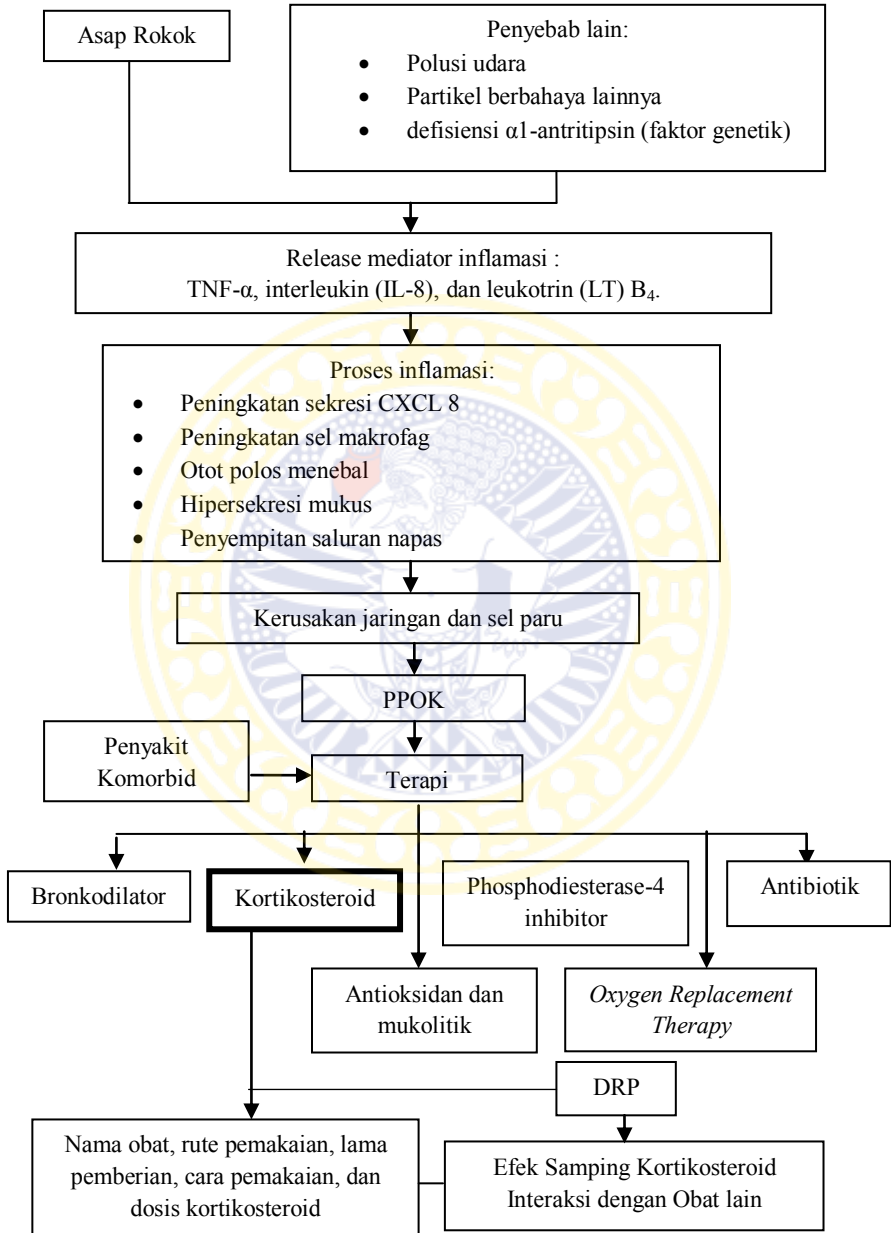 Asap Rokok
Penyebab lain:
• Polusi udara
• Partikel berbahaya lainnya
• defisiensi α1-antritipsin (faktor genetik)
Release mediator inflamasi :
TNF-α, interleukin (IL-8), dan leukotrin (LT) B₄.
Proses inflamasi:
• Peningkatan sekresi CXCL 8
• Peningkatan sel makrofag
• Otot polos menebal
• Hipersekresi mukus
• Penyempitan saluran napas
Kerusakan jaringan dan sel paru
PPOK
Penyakit
Komorbid
Terapi
Bronkodilator
Kortikosteroid
Phosphodiesterase-4
inhibitor
Antibiotik
Antioksidan dan
mukolitik
Oxygen Replacement
Therapy
DRP
Nama obat, rute pemakaian, lama
pemberian, cara pemakaian, dan
dosis kortikosteroid
Efek Samping Kortikosteroid
Interaksi dengan Obat lain